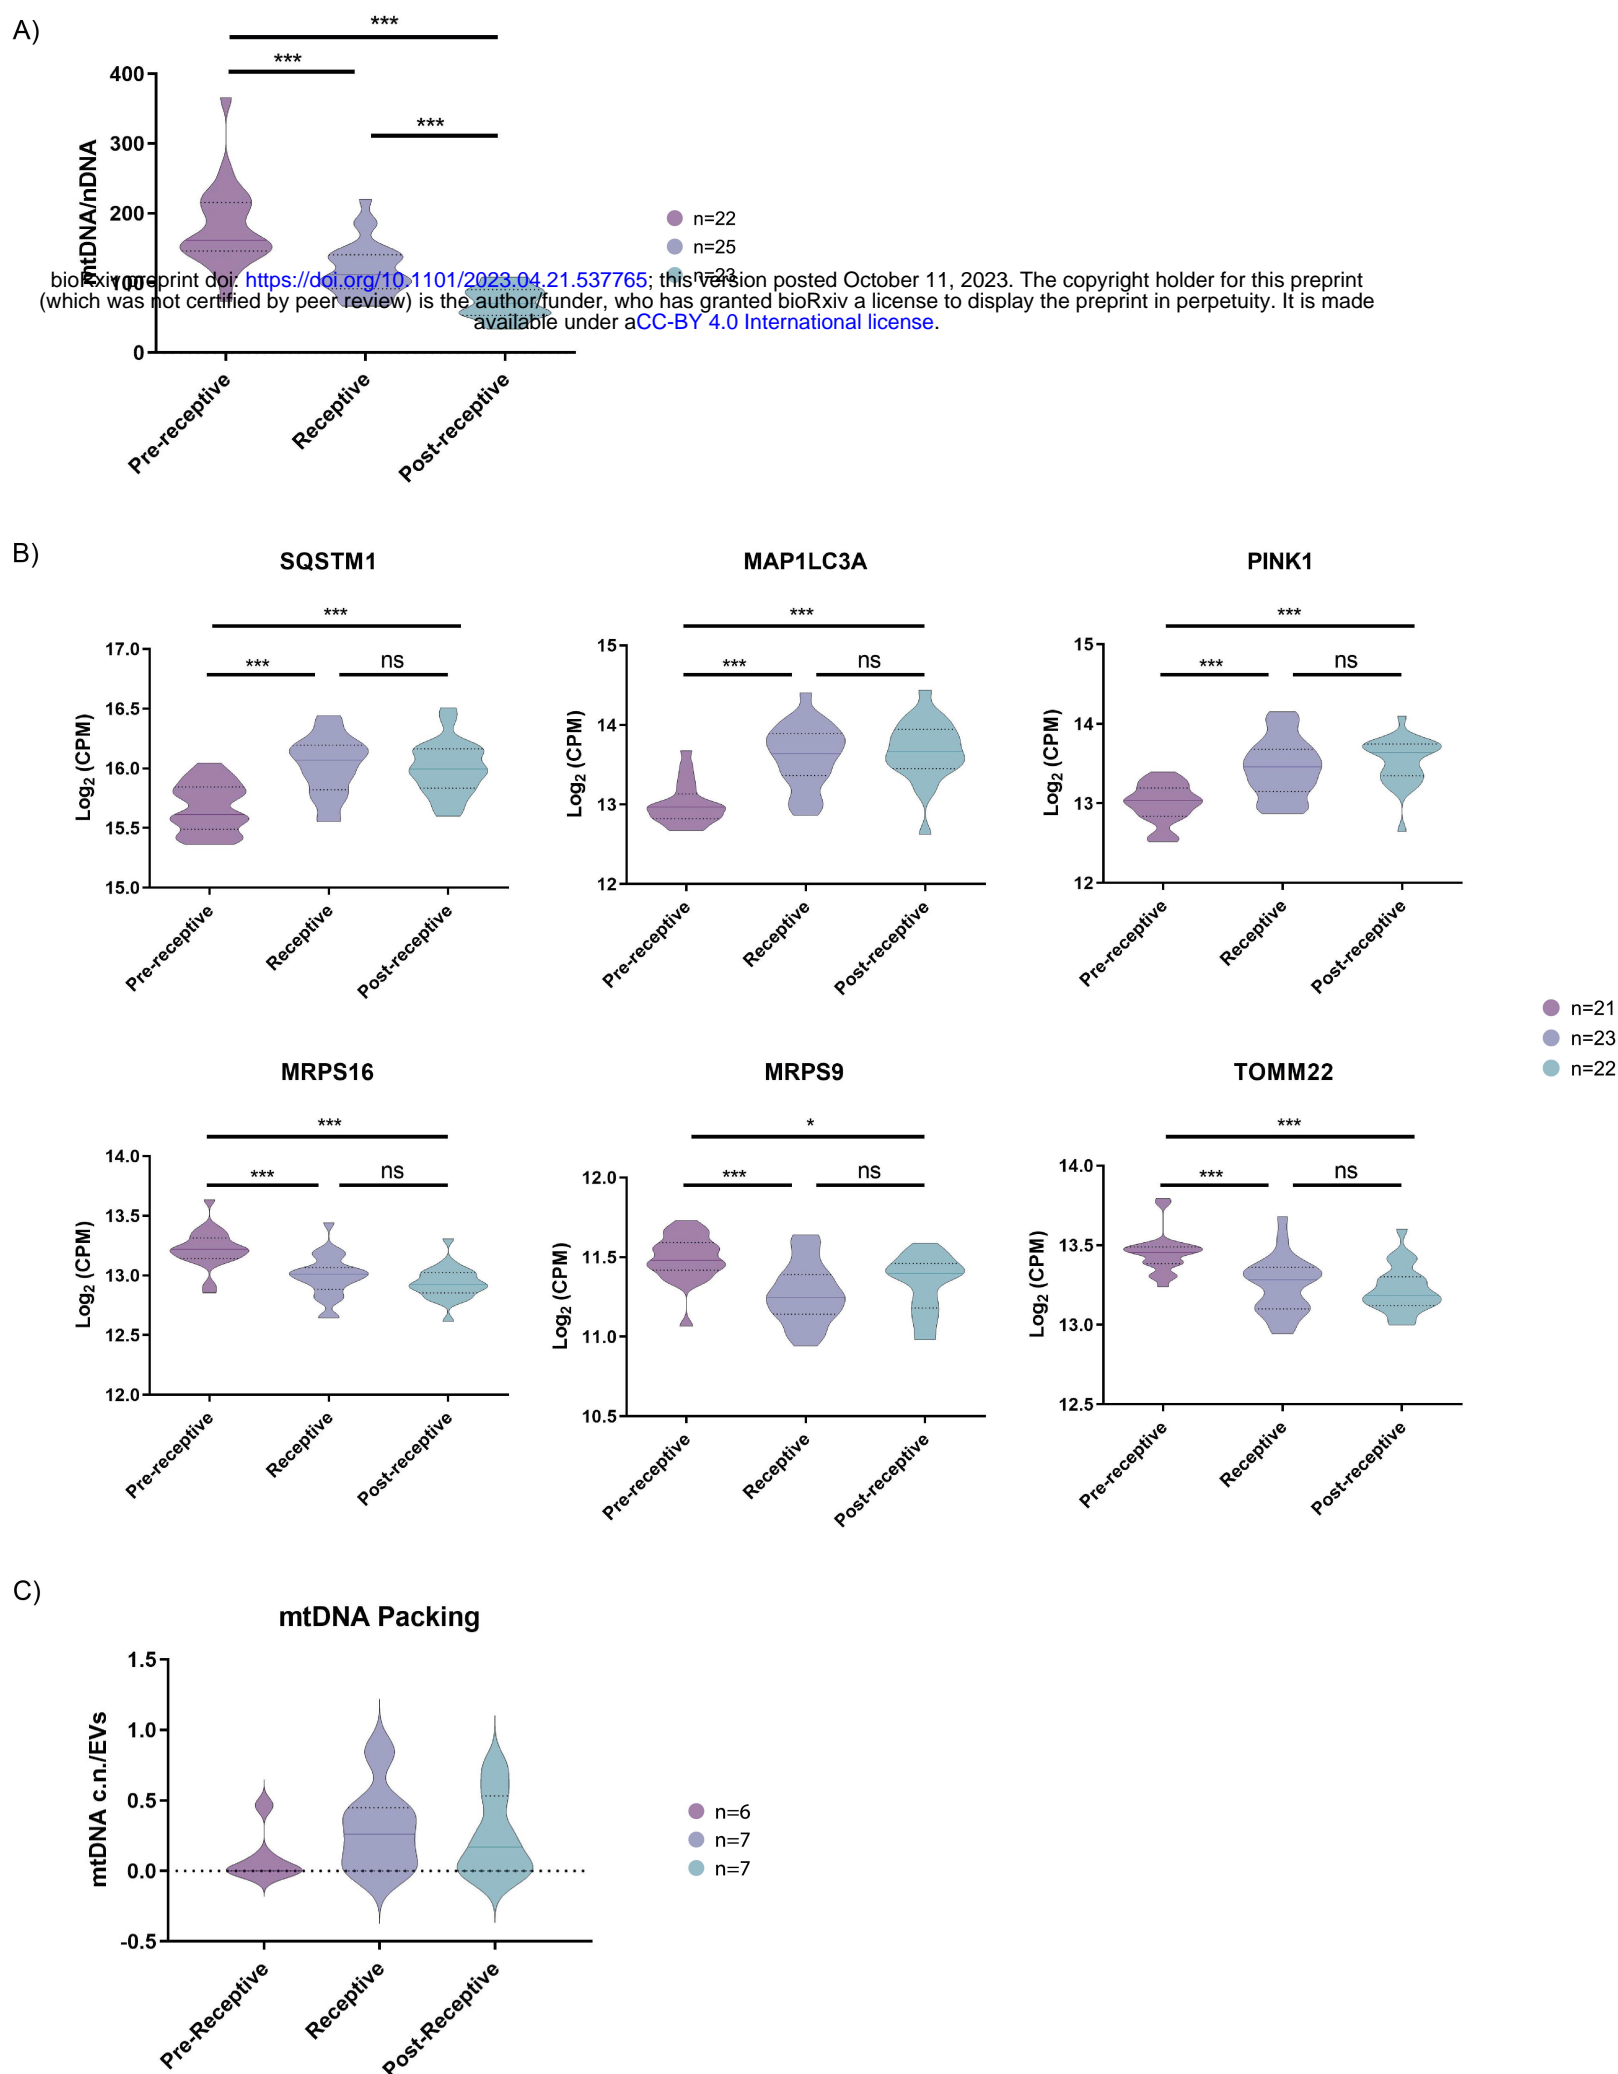 A)
***
***
***
400
300
200
100
0
mtDNA/nDNA
n=22
n=25
n=23
bioRxiv preprint doi: https://doi.org/10.1101/2023.04.21.537765; this version posted October 11, 2023. The copyright holder for this preprint
(which was not certified by peer review) is the author/funder, who has granted bioRxiv a license to display the preprint in perpetuity. It is made
available under aCC-BY 4.0 International license.
Pre-receptive
Receptive
Post-receptive
B)
SQSTM1
***
***
ns
17.0
16.5
16.0
15.5
15.0
Log2 (CPM)
Pre-receptive
Receptive
Post-receptive
MAP1LC3A
***
***
ns
15
14
13
12
Log2 (CPM)
Pre-receptive
Receptive
Post-receptive
PINK1
***
***
ns
15
14
13
12
Log2 (CPM)
Pre-receptive
Receptive
Post-receptive
n=21
n=23
n=22
MRPS16
***
***
ns
14.0
13.5
13.0
12.5
12.0
Log2 (CPM)
Pre-receptive
Receptive
Post-receptive
MRPS9
*
***
ns
12.0
11.5
11.0
10.5
Log2 (CPM)
Pre-receptive
Receptive
Post-receptive
TOMM22
***
***
ns
14.0
13.5
13.0
12.5
Log2 (CPM)
Pre-receptive
Receptive
Post-receptive
C)
mtDNA Packing
1.5
1.0
0.5
0.0
-0.5
mtDNA c.n./EVs
n=6
n=7
n=7
Pre-Receptive
Receptive
Post-Receptive